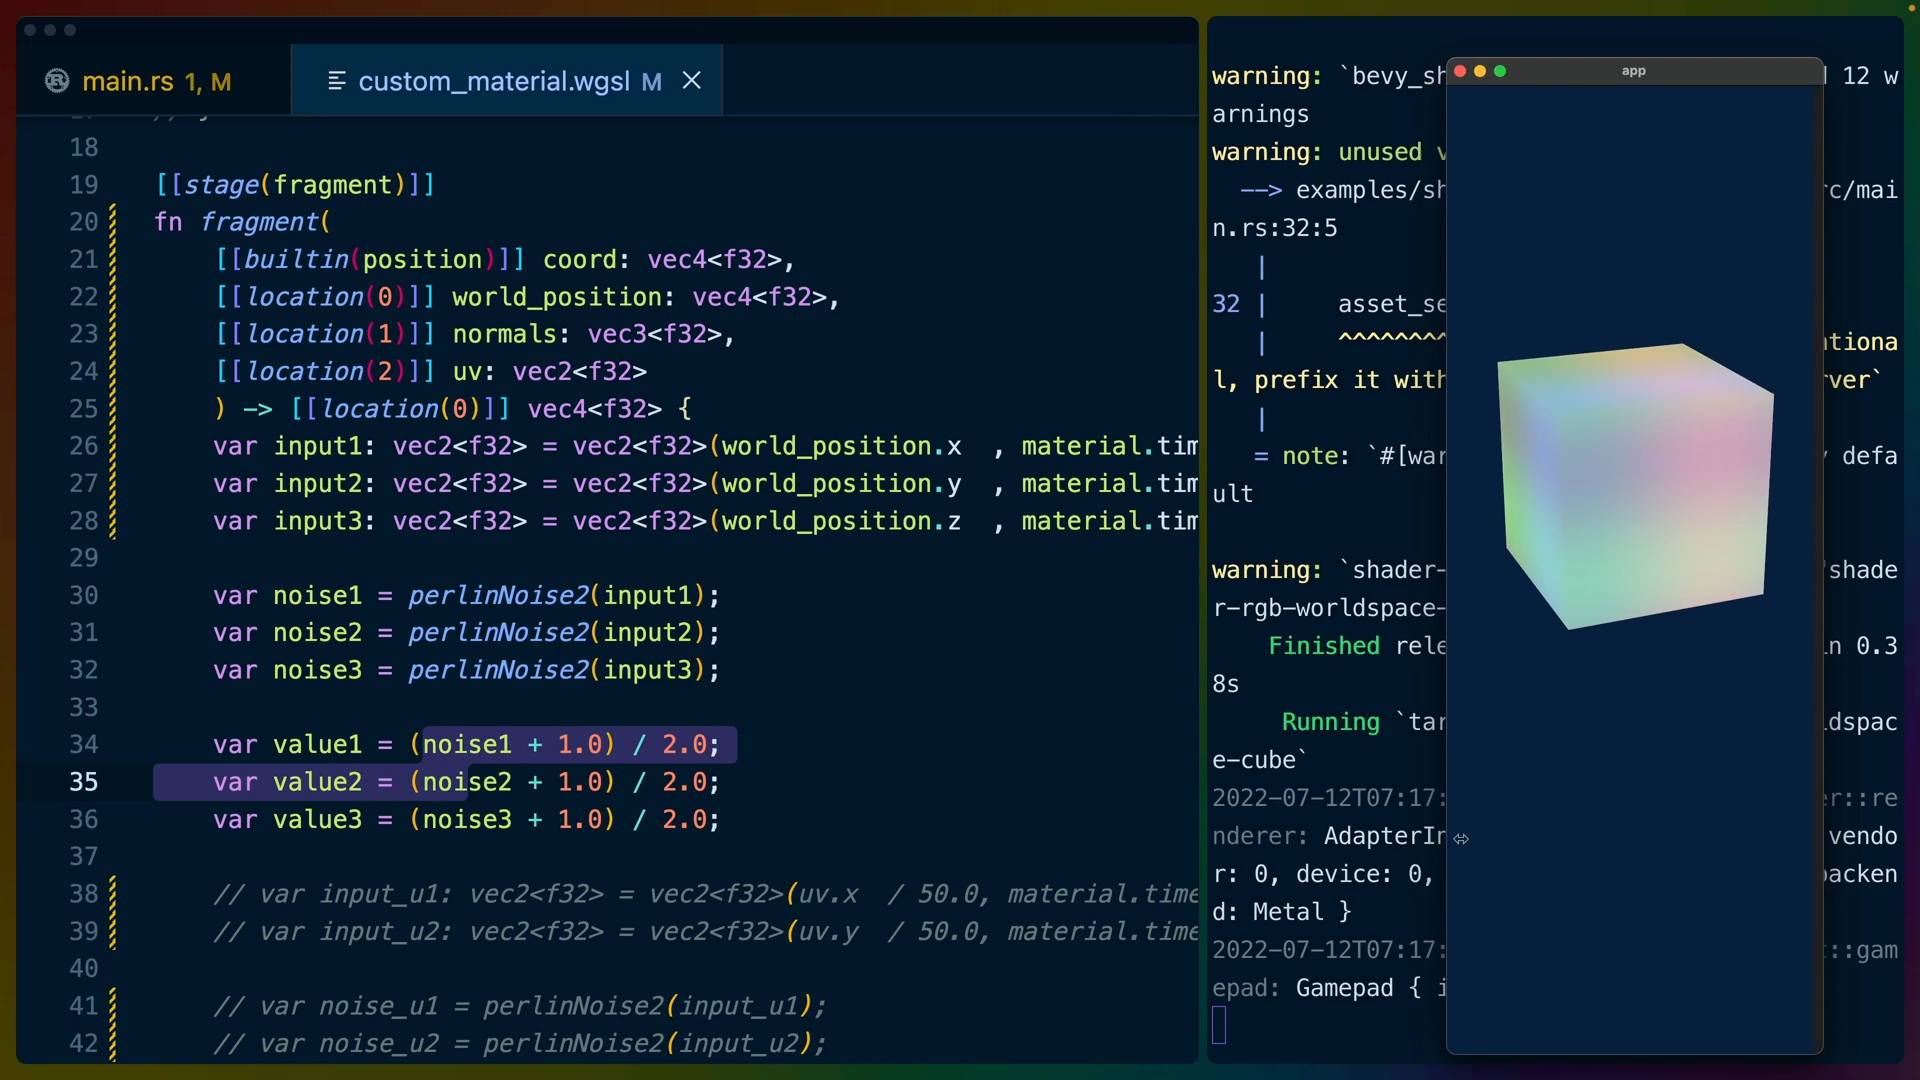 main.rs 1, M
custom_material.wgsl M
18
19 [[stage(fragment)]]
20 fn fragment(
21 [[builtin(position)]] coord: vec4<f32>,
22 [[location(0)]] world_position: vec4<f32>,
23 [[location(1)]] normals: vec3<f32>,
24 [[location(2)]] uv: vec2<f32>
25 ) -> [[location(0)]] vec4<f32> {
26 var input1: vec2<f32> = vec2<f32>(world_position.x , material.tim
27 var input2: vec2<f32> = vec2<f32>(world_position.y , material.tim
28 var input3: vec2<f32> = vec2<f32>(world_position.z , material.tim
29
30 var noise1 = perlinNoise2(input1);
31 var noise2 = perlinNoise2(input2);
32 var noise3 = perlinNoise2(input3);
33
34 var value1 = (noise1 + 1.0) / 2.0;
35 var value2 = (noise2 + 1.0) / 2.0;
36 var value3 = (noise3 + 1.0) / 2.0;
37
38 // var input_u1: vec2<f32> = vec2<f32>(uv.x / 50.0, material.time
39 // var input_u2: vec2<f32> = vec2<f32>(uv.y / 50.0, material.time
40
41 // var noise_u1 = perlinNoise2(input_u1);
42 // var noise_u2 = perlinNoise2(input_u2);
warning: `bevy_sh 12 w
arnings
warning: unused v
--> examples/sh rc/mai
n.rs:32:5
|
32 | asset_se
| ^^^^^^^^ ntiona
l, prefix it with rver`
|
= note: `#[war defa
ult
warning: `shader- shade
r-rgb-worldspace-
Finished rele in 0.3
8s
Running `tar ldspac
e-cube`
2022-07-12T07:17: er::re
nderer: AdapterIn vendo
r: 0, device: 0, backen
d: Metal }
2022-07-12T07:17: t::gam
epad: Gamepad { i
app